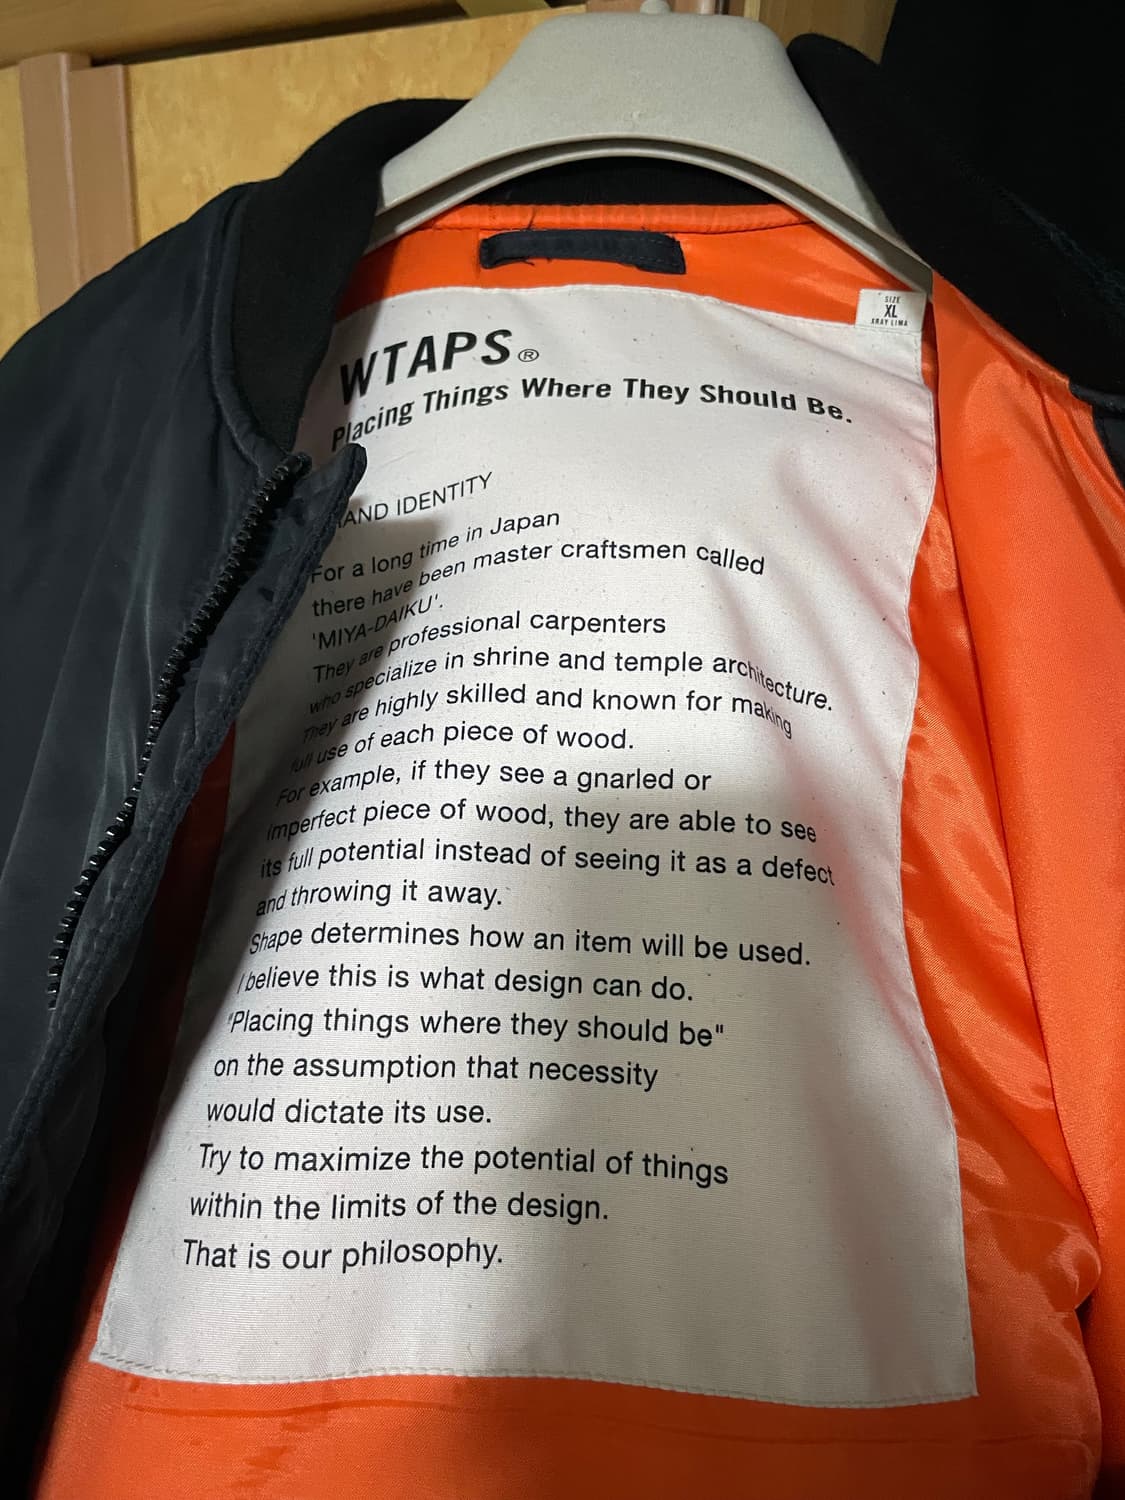 WTAPS®
Placing Things Where They Should Be.
SIZE
XL
XRAY LIMA
AND IDENTITY
For a long time in Japan
there have been master craftsmen called
'MIYA-DAIKU'.
They are professional carpenters
who specialize in shrine and temple architecture.
They are highly skilled and known for making
full use of each piece of wood.
For example, if they see a gnarled or
imperfect piece of wood, they are able to see
its full potential instead of seeing it as a defect
and throwing it away.
Shape determines how an item will be used.
I believe this is what design can do.
"Placing things where they should be"
on the assumption that necessity
would dictate its use.
Try to maximize the potential of things
within the limits of the design.
That is our philosophy.